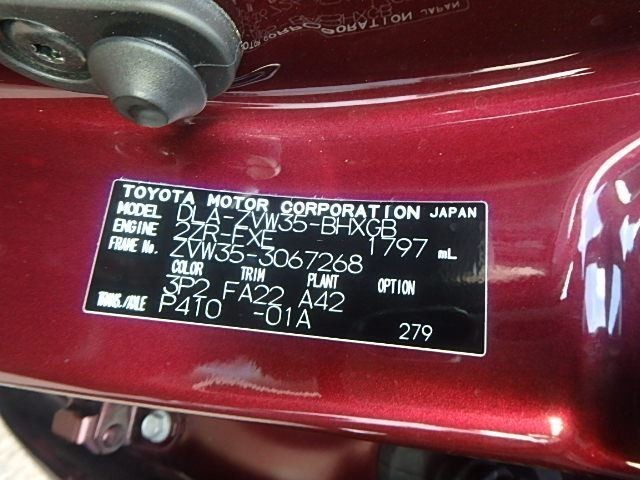 TOYOTA MOTOR CORPORATION JAPAN
MODEL DLA-ZVW35-BHXGB
ENGINE 2ZR-FXE 1797 mL
FRAME No. ZVW35-3067268
COLOR TRIM PLANT OPTION
3P2 FA22 A42
TRANS./AXLE P410 -01A
279